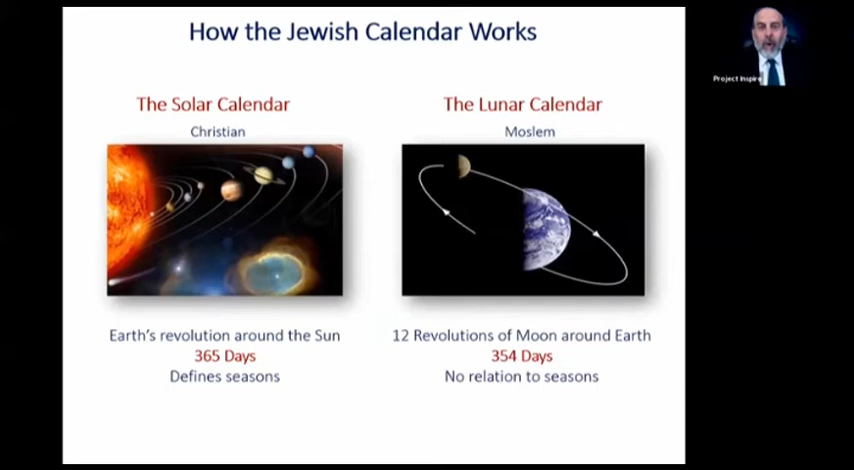 How the Jewish Calendar Works
The Solar Calendar
Christian
Earth's revolution around the Sun
365 Days
Defines seasons
The Lunar Calendar
Moslem
12 Revolutions of Moon around Earth
354 Days
No relation to seasons
Project Inspire